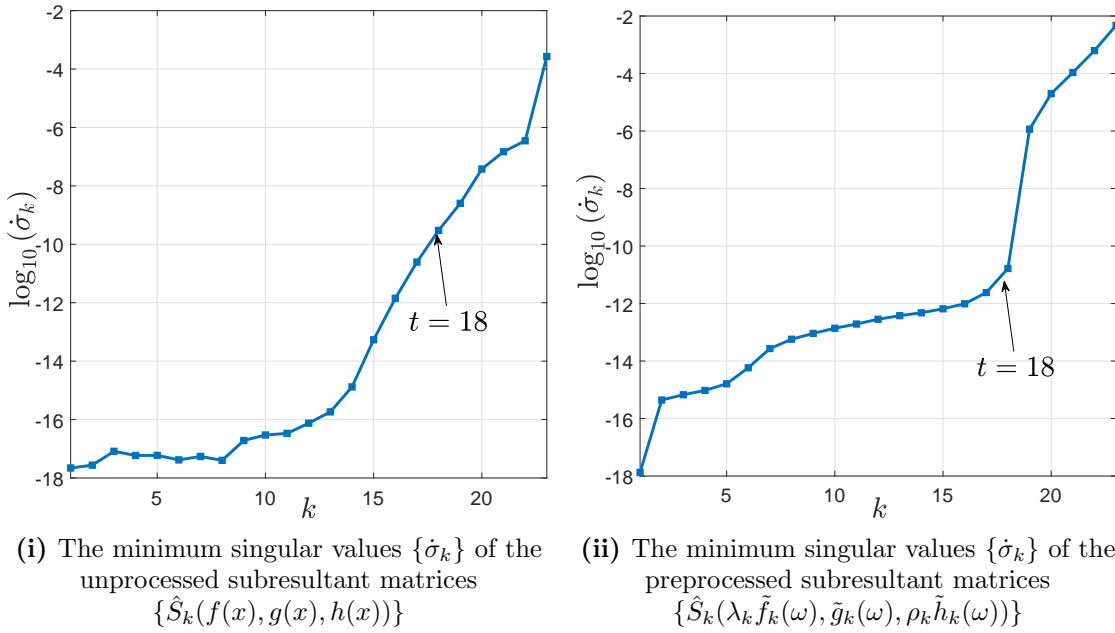 -2
-4
-6
-8
-10
-12
-14
-16
-18
5
10
15
20
k
log₁₀ (σ̇ₖ)
t = 18
-2
-4
-6
-8
-10
-12
-14
-16
-18
5
10
15
20
k
log₁₀ (σ̇ₖ)
t = 18
(i) The minimum singular values {σ̇ₖ} of the
unprocessed subresultant matrices
{Ŝₖ(f(x), g(x), h(x))}
(ii) The minimum singular values {σ̇ₖ} of the
preprocessed subresultant matrices
{Ŝₖ(λₖf̃ₖ(ω), g̃ₖ(ω), ρₖh̃ₖ(ω))}